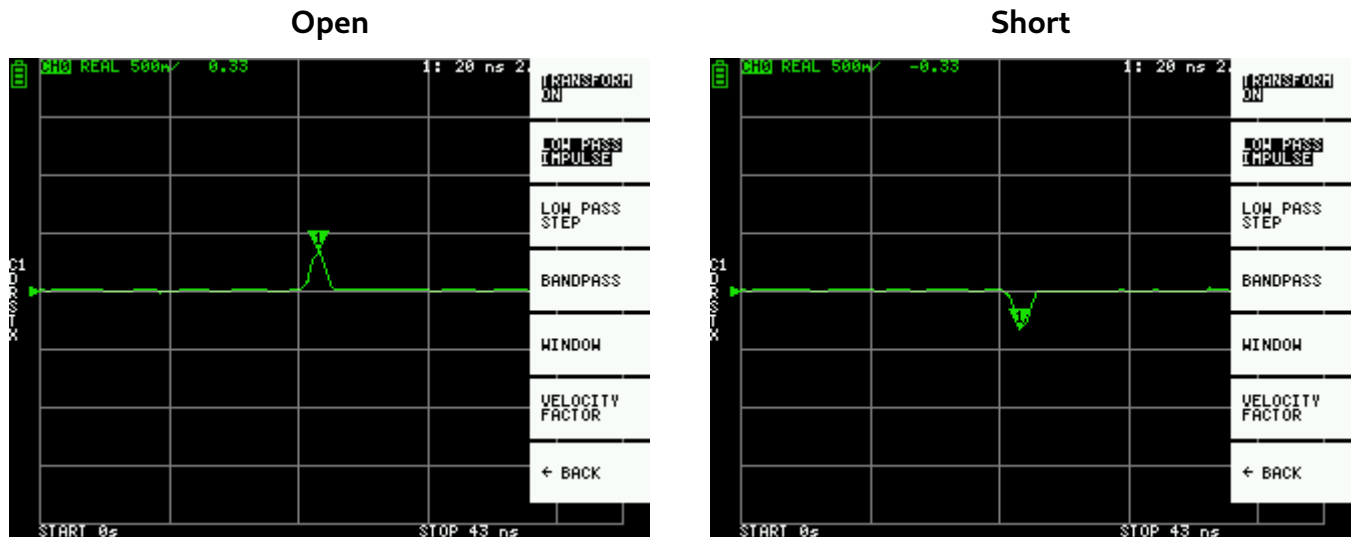 Open
CH0 REAL 500m/ 0.33 1: 20 ns 2.
TRANSFORM
ON
LOW PASS
IMPULSE
LOW PASS
STEP
BANDPASS
WINDOW
VELOCITY
FACTOR
← BACK
START 0s STOP 43 ns
Short
CH0 REAL 500m/ -0.33 1: 20 ns 2.
TRANSFORM
ON
LOW PASS
IMPULSE
LOW PASS
STEP
BANDPASS
WINDOW
VELOCITY
FACTOR
← BACK
START 0s STOP 43 ns